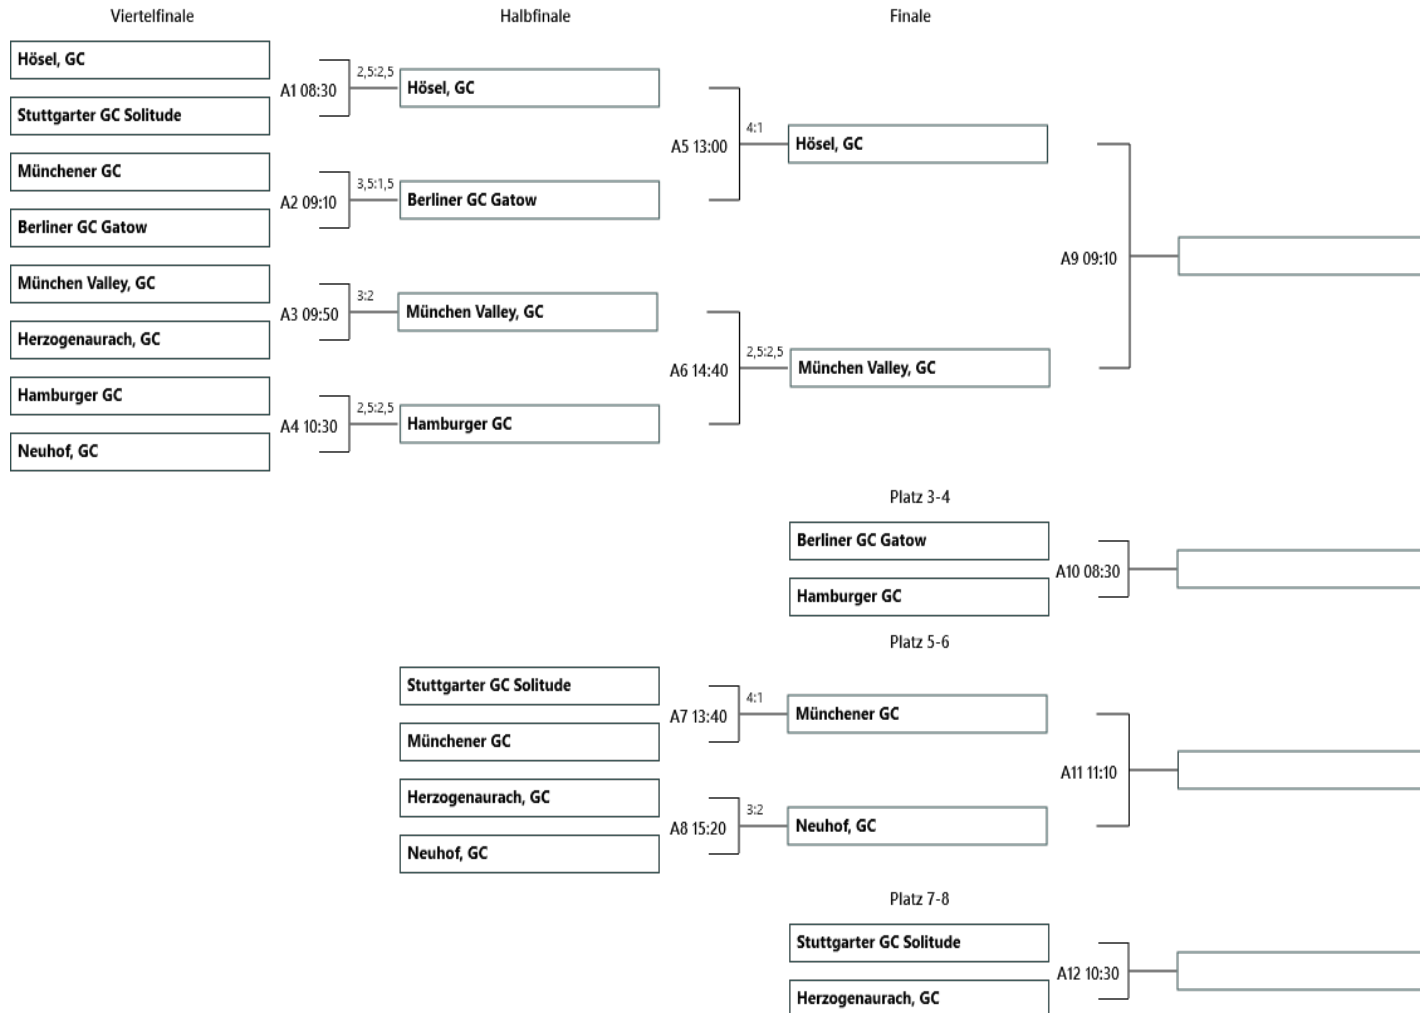 Viertelfinale
Halbfinale
Finale
Hösel, GC
Stuttgarter GC Solitude
A1 08:30
2,5:2,5
Hösel, GC
Münchener GC
Berliner GC Gatow
A2 09:10
3,5:1,5
Berliner GC Gatow
A5 13:00
4:1
Hösel, GC
München Valley, GC
Herzogenaurach, GC
A3 09:50
3:2
München Valley, GC
Hamburger GC
Neuhof, GC
A4 10:30
2,5:2,5
Hamburger GC
A6 14:40
2,5:2,5
München Valley, GC
A9 09:10
Platz 3-4
Berliner GC Gatow
Hamburger GC
A10 08:30
Platz 5-6
Stuttgarter GC Solitude
Münchener GC
A7 13:40
4:1
Münchener GC
Herzogenaurach, GC
Neuhof, GC
A8 15:20
3:2
Neuhof, GC
A11 11:10
Platz 7-8
Stuttgarter GC Solitude
Herzogenaurach, GC
A12 10:30